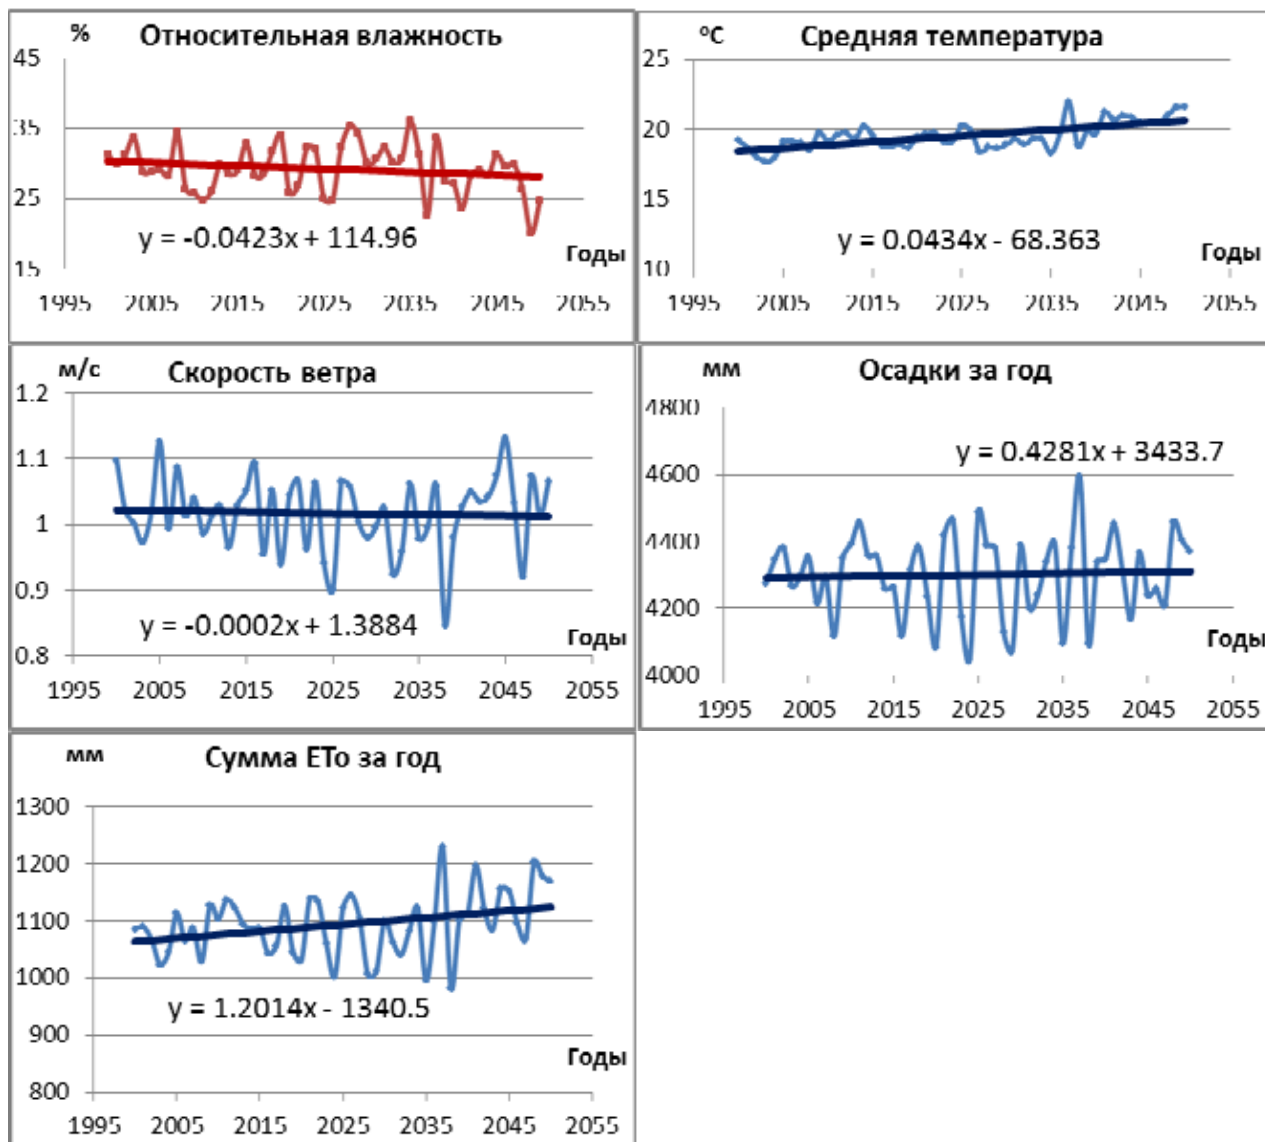 % Относительная влажность
45
35
25
15
y = -0.0423x + 114.96
Годы
1995 2005 2015 2025 2035 2045 2055
ºC Средняя температура
25
20
15
10
y = 0.0434x - 68.363
Годы
1995 2005 2015 2025 2035 2045 2055
м/с Скорость ветра
1.2
1.1
1
0.9
0.8
y = -0.0002x + 1.3884
Годы
1995 2005 2015 2025 2035 2045 2055
мм Осадки за год
4800
4600
4400
4200
4000
y = 0.4281x + 3433.7
Годы
1995 2005 2015 2025 2035 2045 2055
мм Сумма ЕТо за год
1300
1200
1100
1000
900
800
y = 1.2014x - 1340.5
Годы
1995 2005 2015 2025 2035 2045 2055